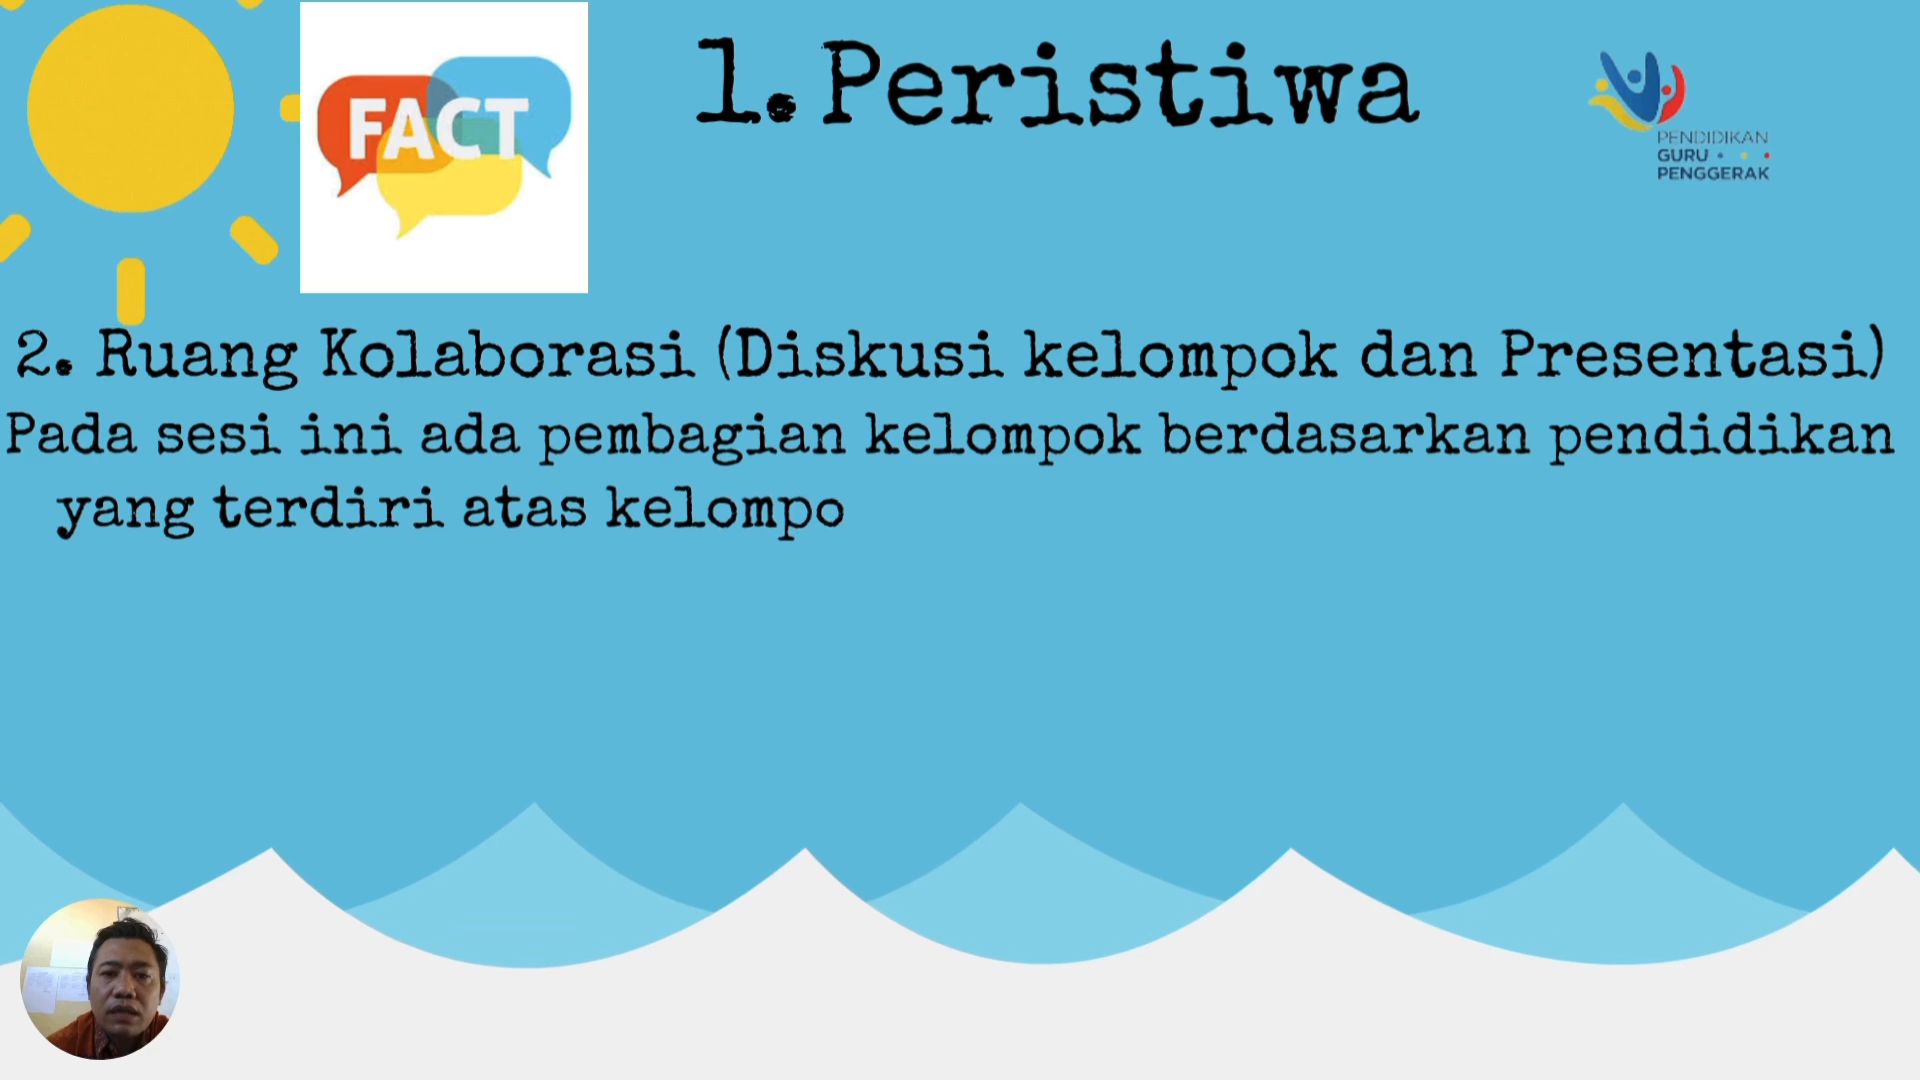 FACT
1. Peristiwa
PENDIDIKAN
GURU
PENGGERAK
2. Ruang Kolaborasi (Diskusi kelompok dan Presentasi)
Pada sesi ini ada pembagian kelompok berdasarkan pendidikan
yang terdiri atas kelompo